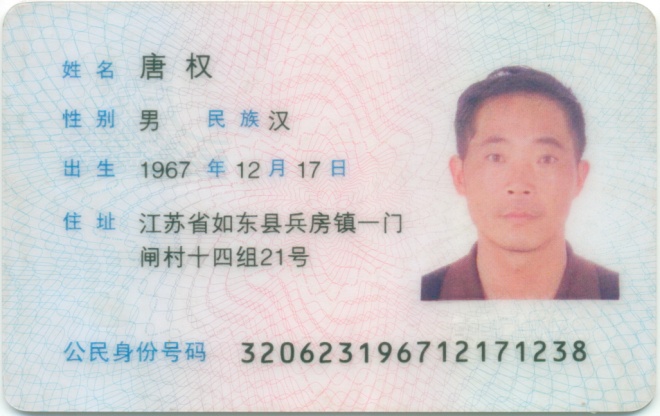 姓名 唐权
性别 男 民族 汉
出生 1967 年 12 月 17 日
住址 江苏省如东县兵房镇一门
闸村十四组21号
公民身份号码 320623196712171238